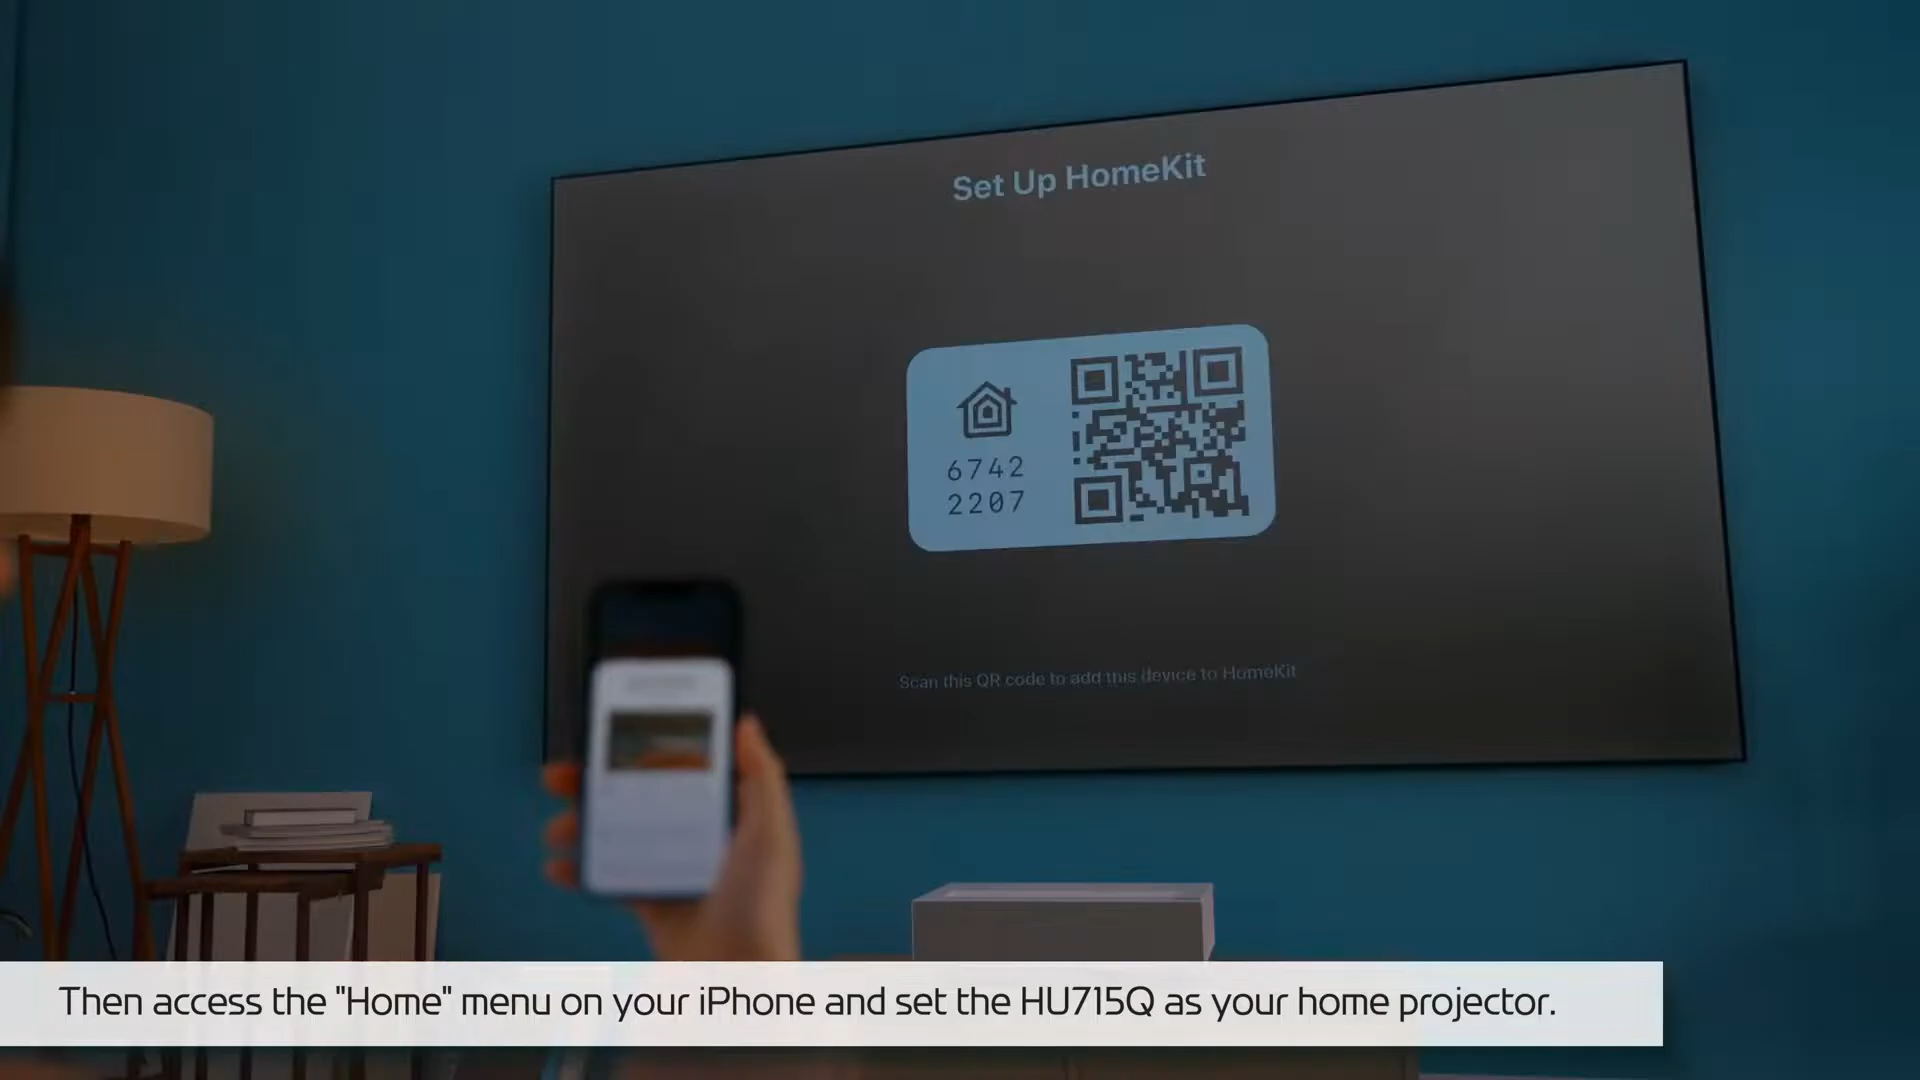 Set Up HomeKit
6742
2207
Scan this QR code to add this device to HomeKit
Then access the "Home" menu on your iPhone and set the HU715Q as your home projector.